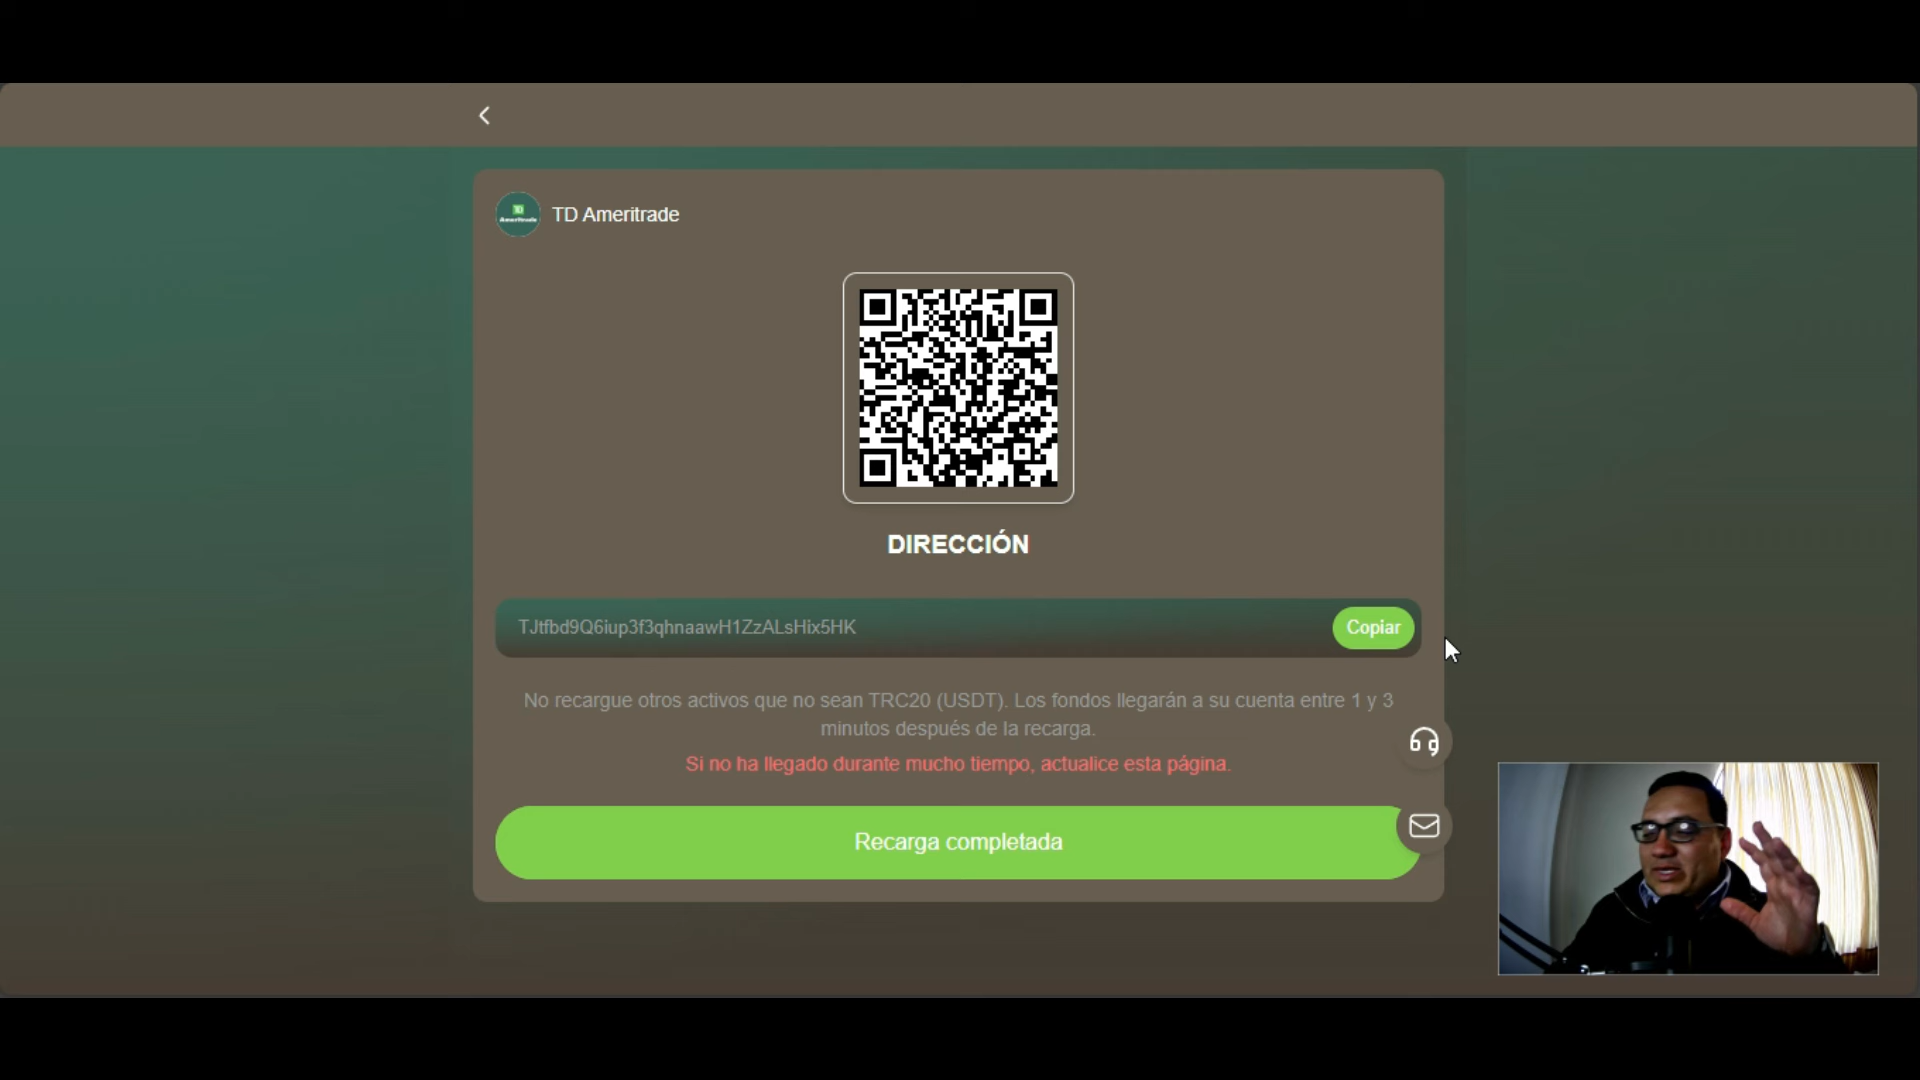 TD Ameritrade
TD
Ameritrade
DIRECCIÓN
TJtfbd9Q6iup3f3qhnaawH1ZzALsHix5HK
Copiar
No recargue otros activos que no sean TRC20 (USDT). Los fondos llegarán a su cuenta entre 1 y 3
minutos después de la recarga.
Si no ha llegado durante mucho tiempo, actualice esta página.
Recarga completada